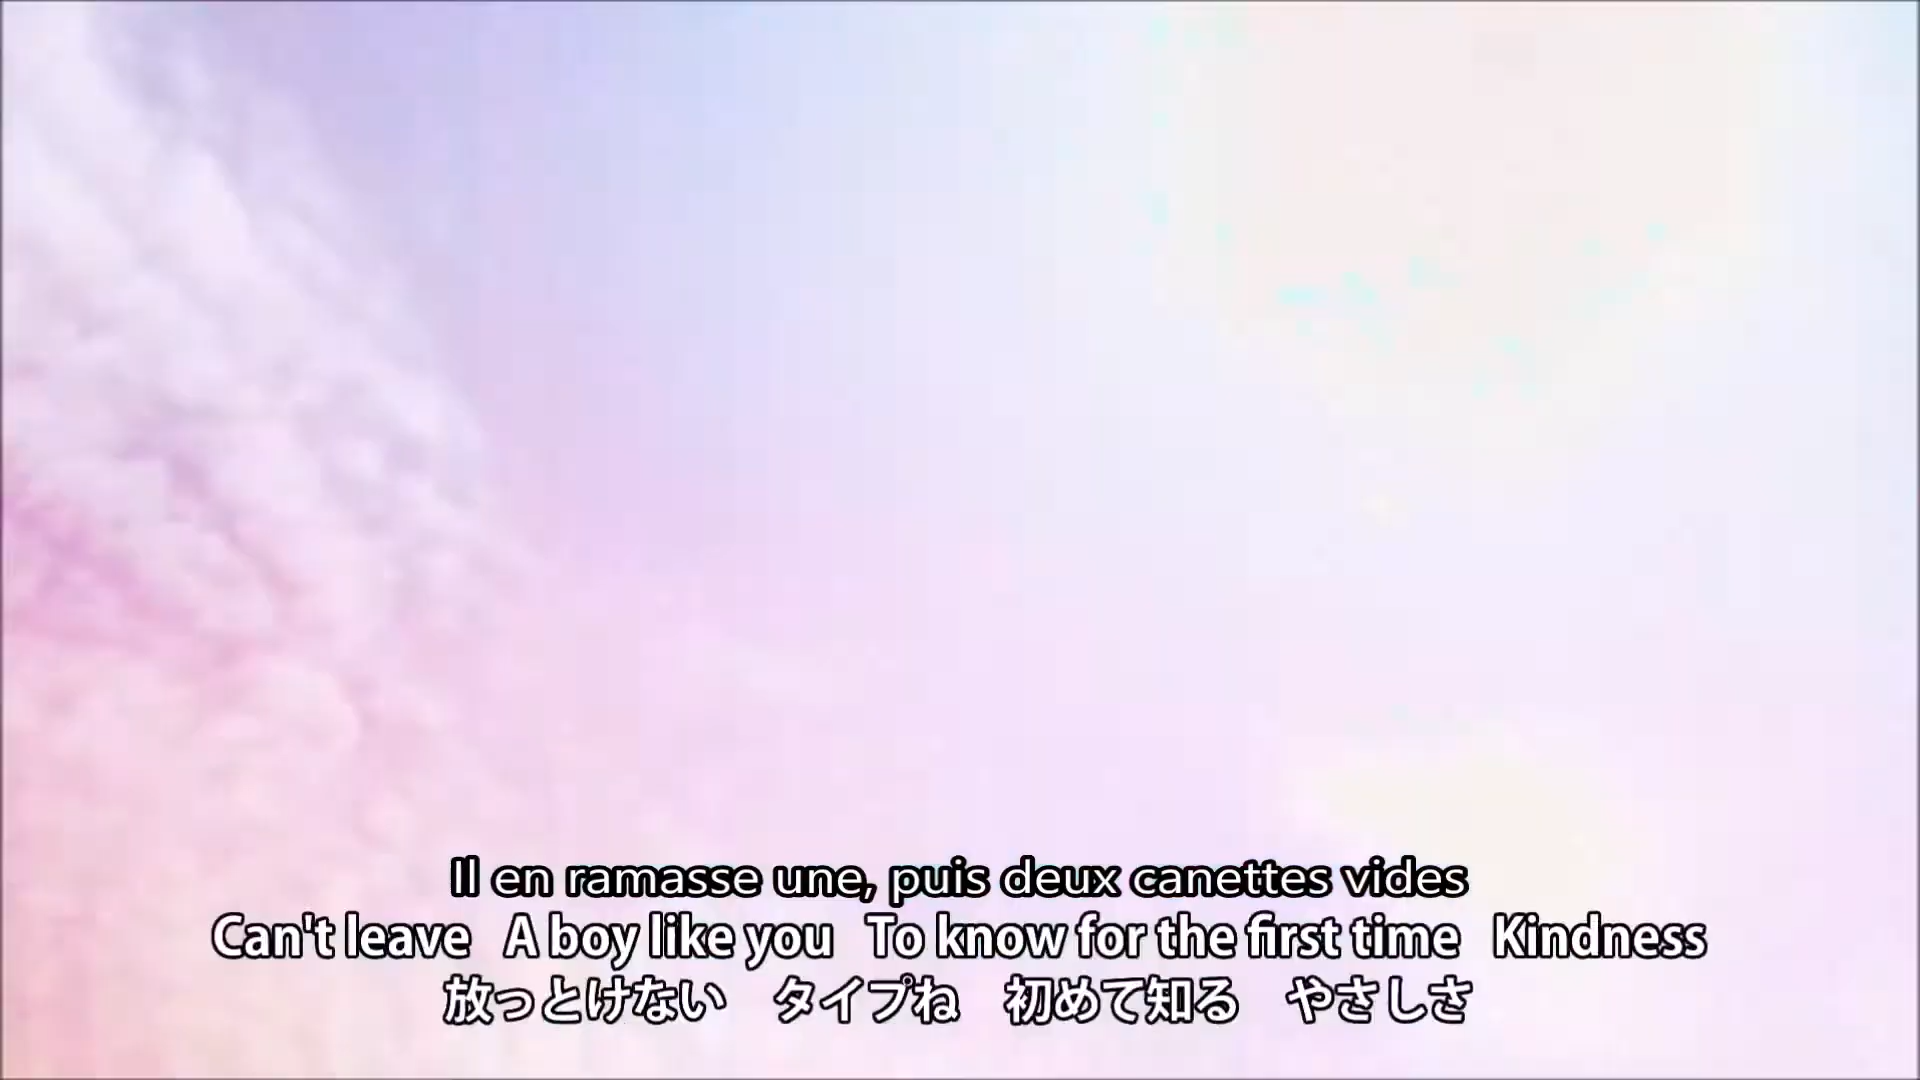 Il en ramasse une, puis deux canettes vides
Can't leave A boy like you To know for the first time Kindness
放っとけない タイプね 初めて知る やさしさ